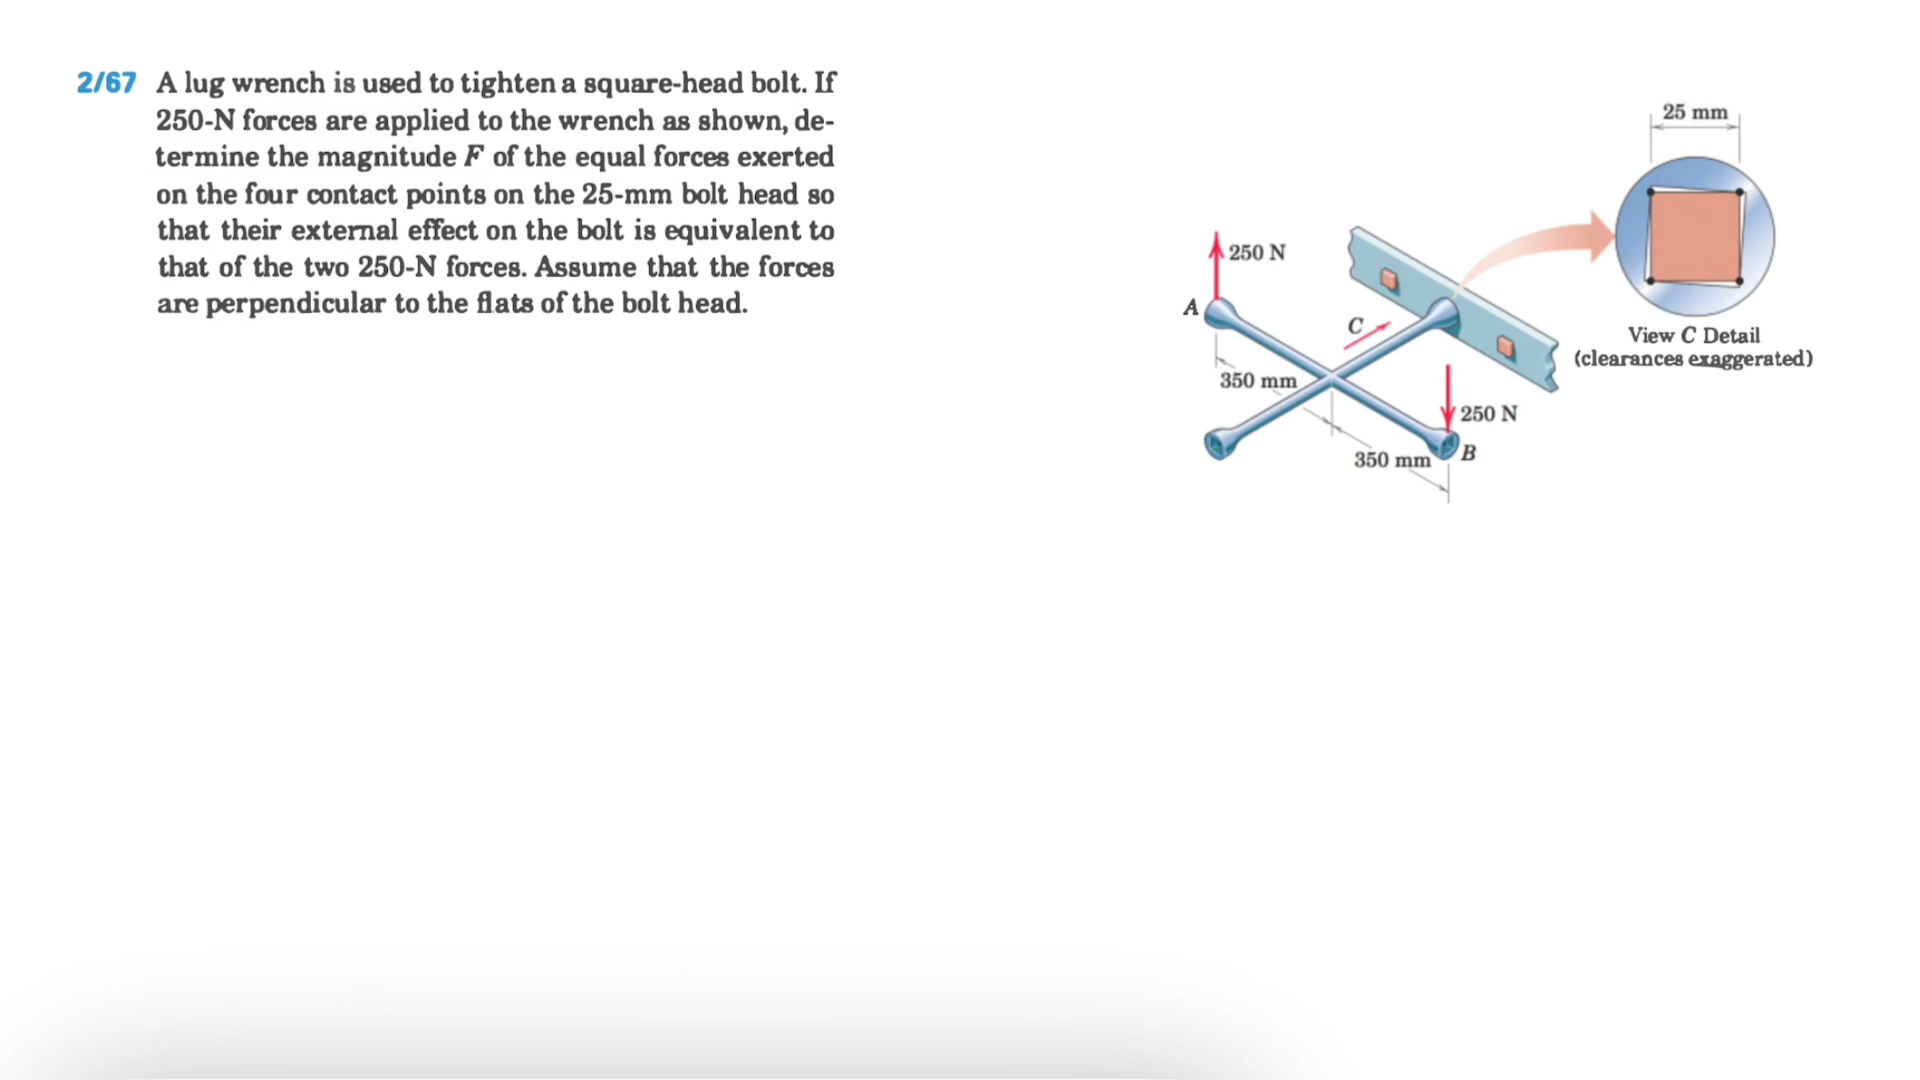 2/67 A lug wrench is used to tighten a square-head bolt. If
250-N forces are applied to the wrench as shown, de-
termine the magnitude F of the equal forces exerted
on the four contact points on the 25-mm bolt head so
that their external effect on the bolt is equivalent to
that of the two 250-N forces. Assume that the forces
are perpendicular to the flats of the bolt head.
25 mm
250 N
A
C
View C Detail
(clearances exaggerated)
350 mm
250 N
B
350 mm